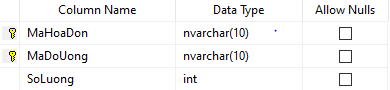 Column Name Data Type Allow Nulls
MaHoaDon nvarchar(10)
MaDoUong nvarchar(10)
SoLuong int